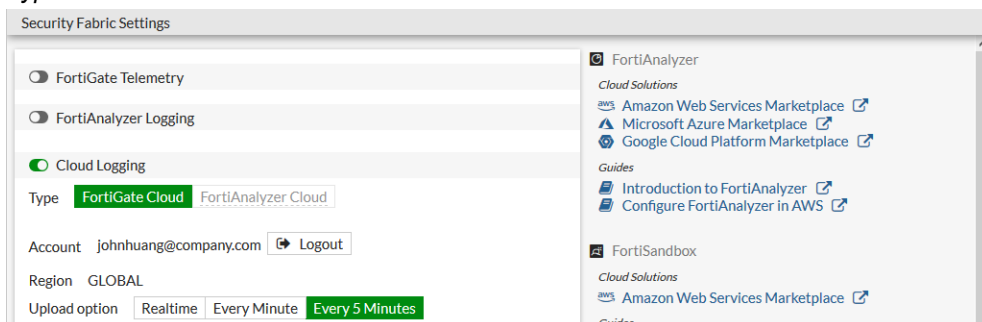 Security Fabric Settings
FortiGate Telemetry
FortiAnalyzer Logging
Cloud Logging
Type FortiGate Cloud FortiAnalyzer Cloud
Account johnhuang@company.com Logout
Region GLOBAL
Upload option Realtime Every Minute Every 5 Minutes
FortiAnalyzer
Cloud Solutions
aws Amazon Web Services Marketplace
Microsoft Azure Marketplace
Google Cloud Platform Marketplace
Guides
Introduction to FortiAnalyzer
Configure FortiAnalyzer in AWS
FortiSandbox
Cloud Solutions
aws Amazon Web Services Marketplace